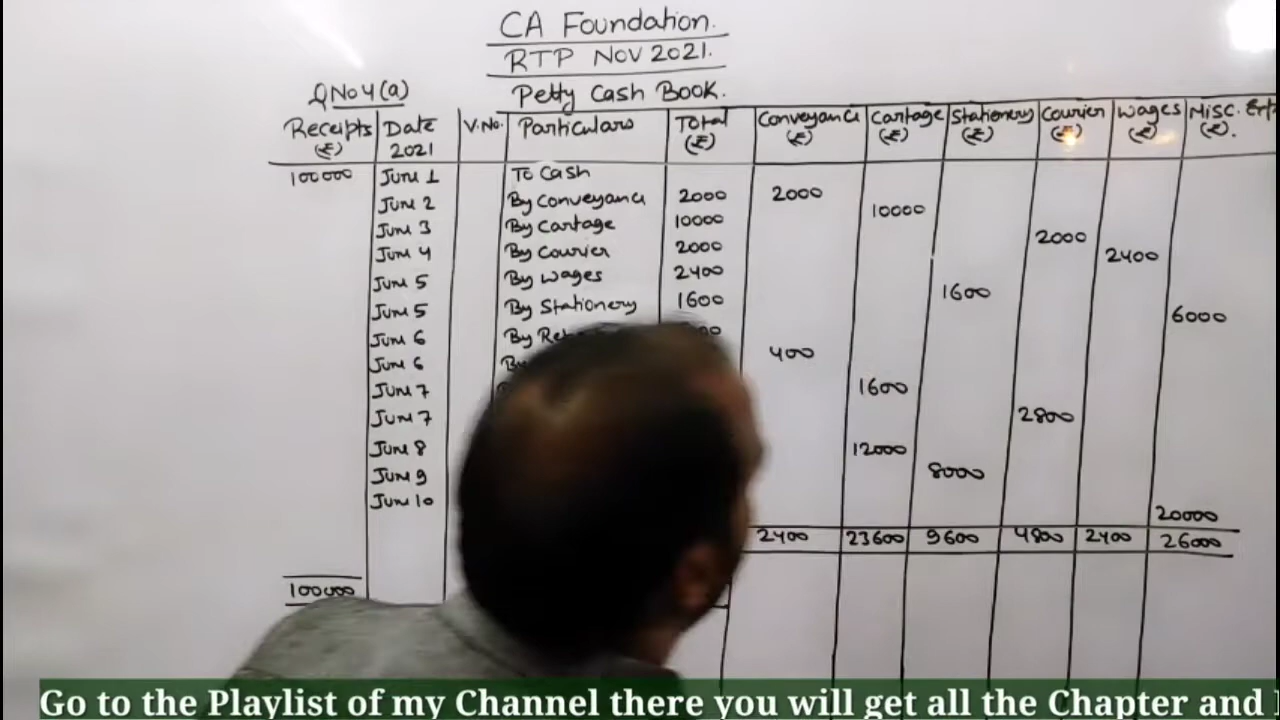 CA Foundation.
RTP NOV 2021.
QNo 4(a)
Petty Cash Book.
Receipts (₹) Date 2021 V.No. Particulars Total (₹) Conveyance (₹) Cartage (₹) Stationery (₹) Courier (₹) Wages (₹) Misc. (₹).
100000 June 1 To Cash
June 2 By Conveyance 2000 2000
June 3 By Cartage 10000 10000
June 4 By Courier 2000 2000
June 5 By Wages 2400 2400
June 5 By Stationery 1600 1600
June 6 By 6000
June 6 By 400
June 7 1600
June 7 2800
June 8 12000
June 9 8000
June 10 20000
2400 23600 9600 4800 2400 26000
100000
Go to the Playlist of my Channel there you will get all the Chapter and